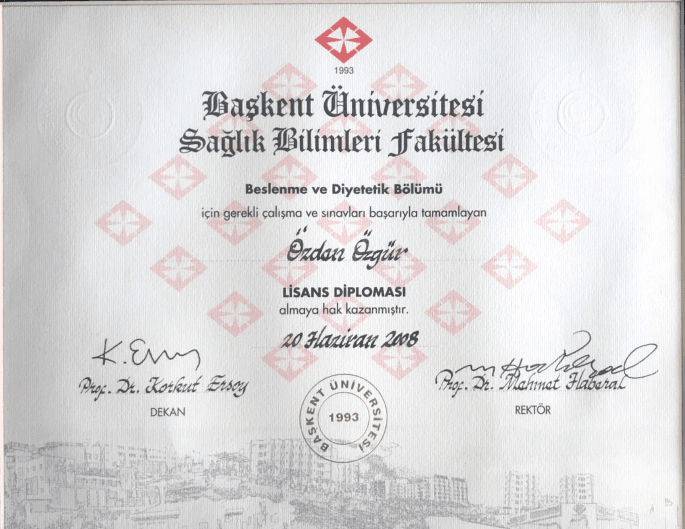 1993
Başkent Üniversitesi
Sağlık Bilimleri Fakültesi
Beslenme ve Diyetetik Bölümü
için gerekli çalışma ve sınavları başarıyla tamamlayan
Özden Özgür
LİSANS DİPLOMASI
almaya hak kazanmıştır.
20 Haziran 2008
K. Ersoy
Prof. Dr. Korkut Ersoy
DEKAN
Prof. Dr. Mehmet Haberal
REKTÖR
BAŞKENT ÜNİVERSİTESİ
1993